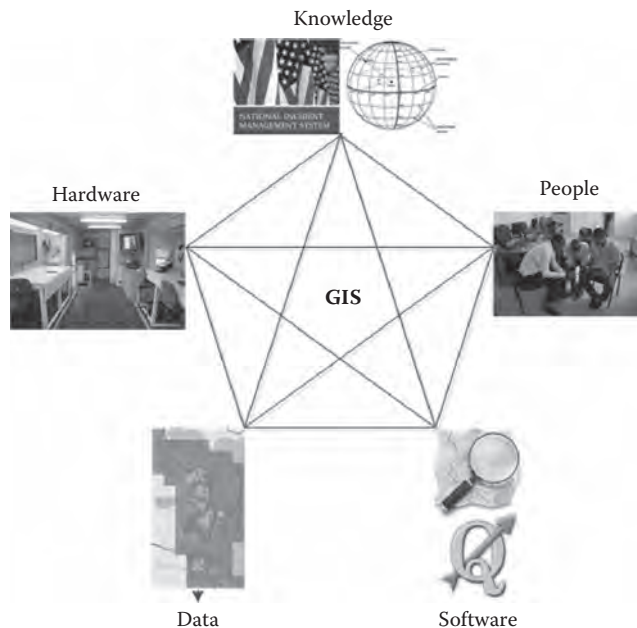 Knowledge
NATIONAL INCIDENT
MANAGEMENT SYSTEM
Hardware
People
GIS
Data
Software